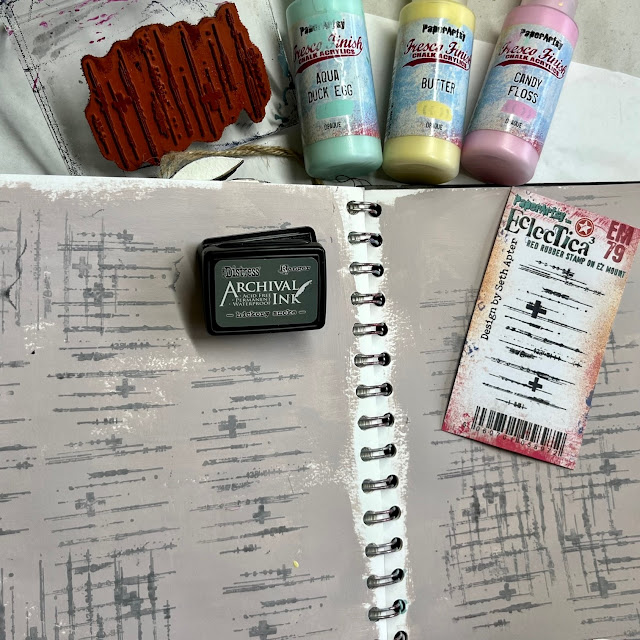 PaperArtsy
Fresco Finish
CHALK ACRYLICS
AQUA
DUCK EGG
OPAQUE
PaperArtsy
Fresco Finish
CHALK ACRYLICS
BUTTER
OPAQUE
PaperArtsy
Fresco Finish
CHALK ACRYLICS
CANDY
FLOSS
OPAQUE
Distress
Ranger
ARCHIVAL
ACID FREE
PERMANENT
WATERPROOF
INK
- hickory smoke -
PaperArtsy
Eclectica³
RED RUBBER STAMP ON EZ MOUNT
79
Design by Seth Apter